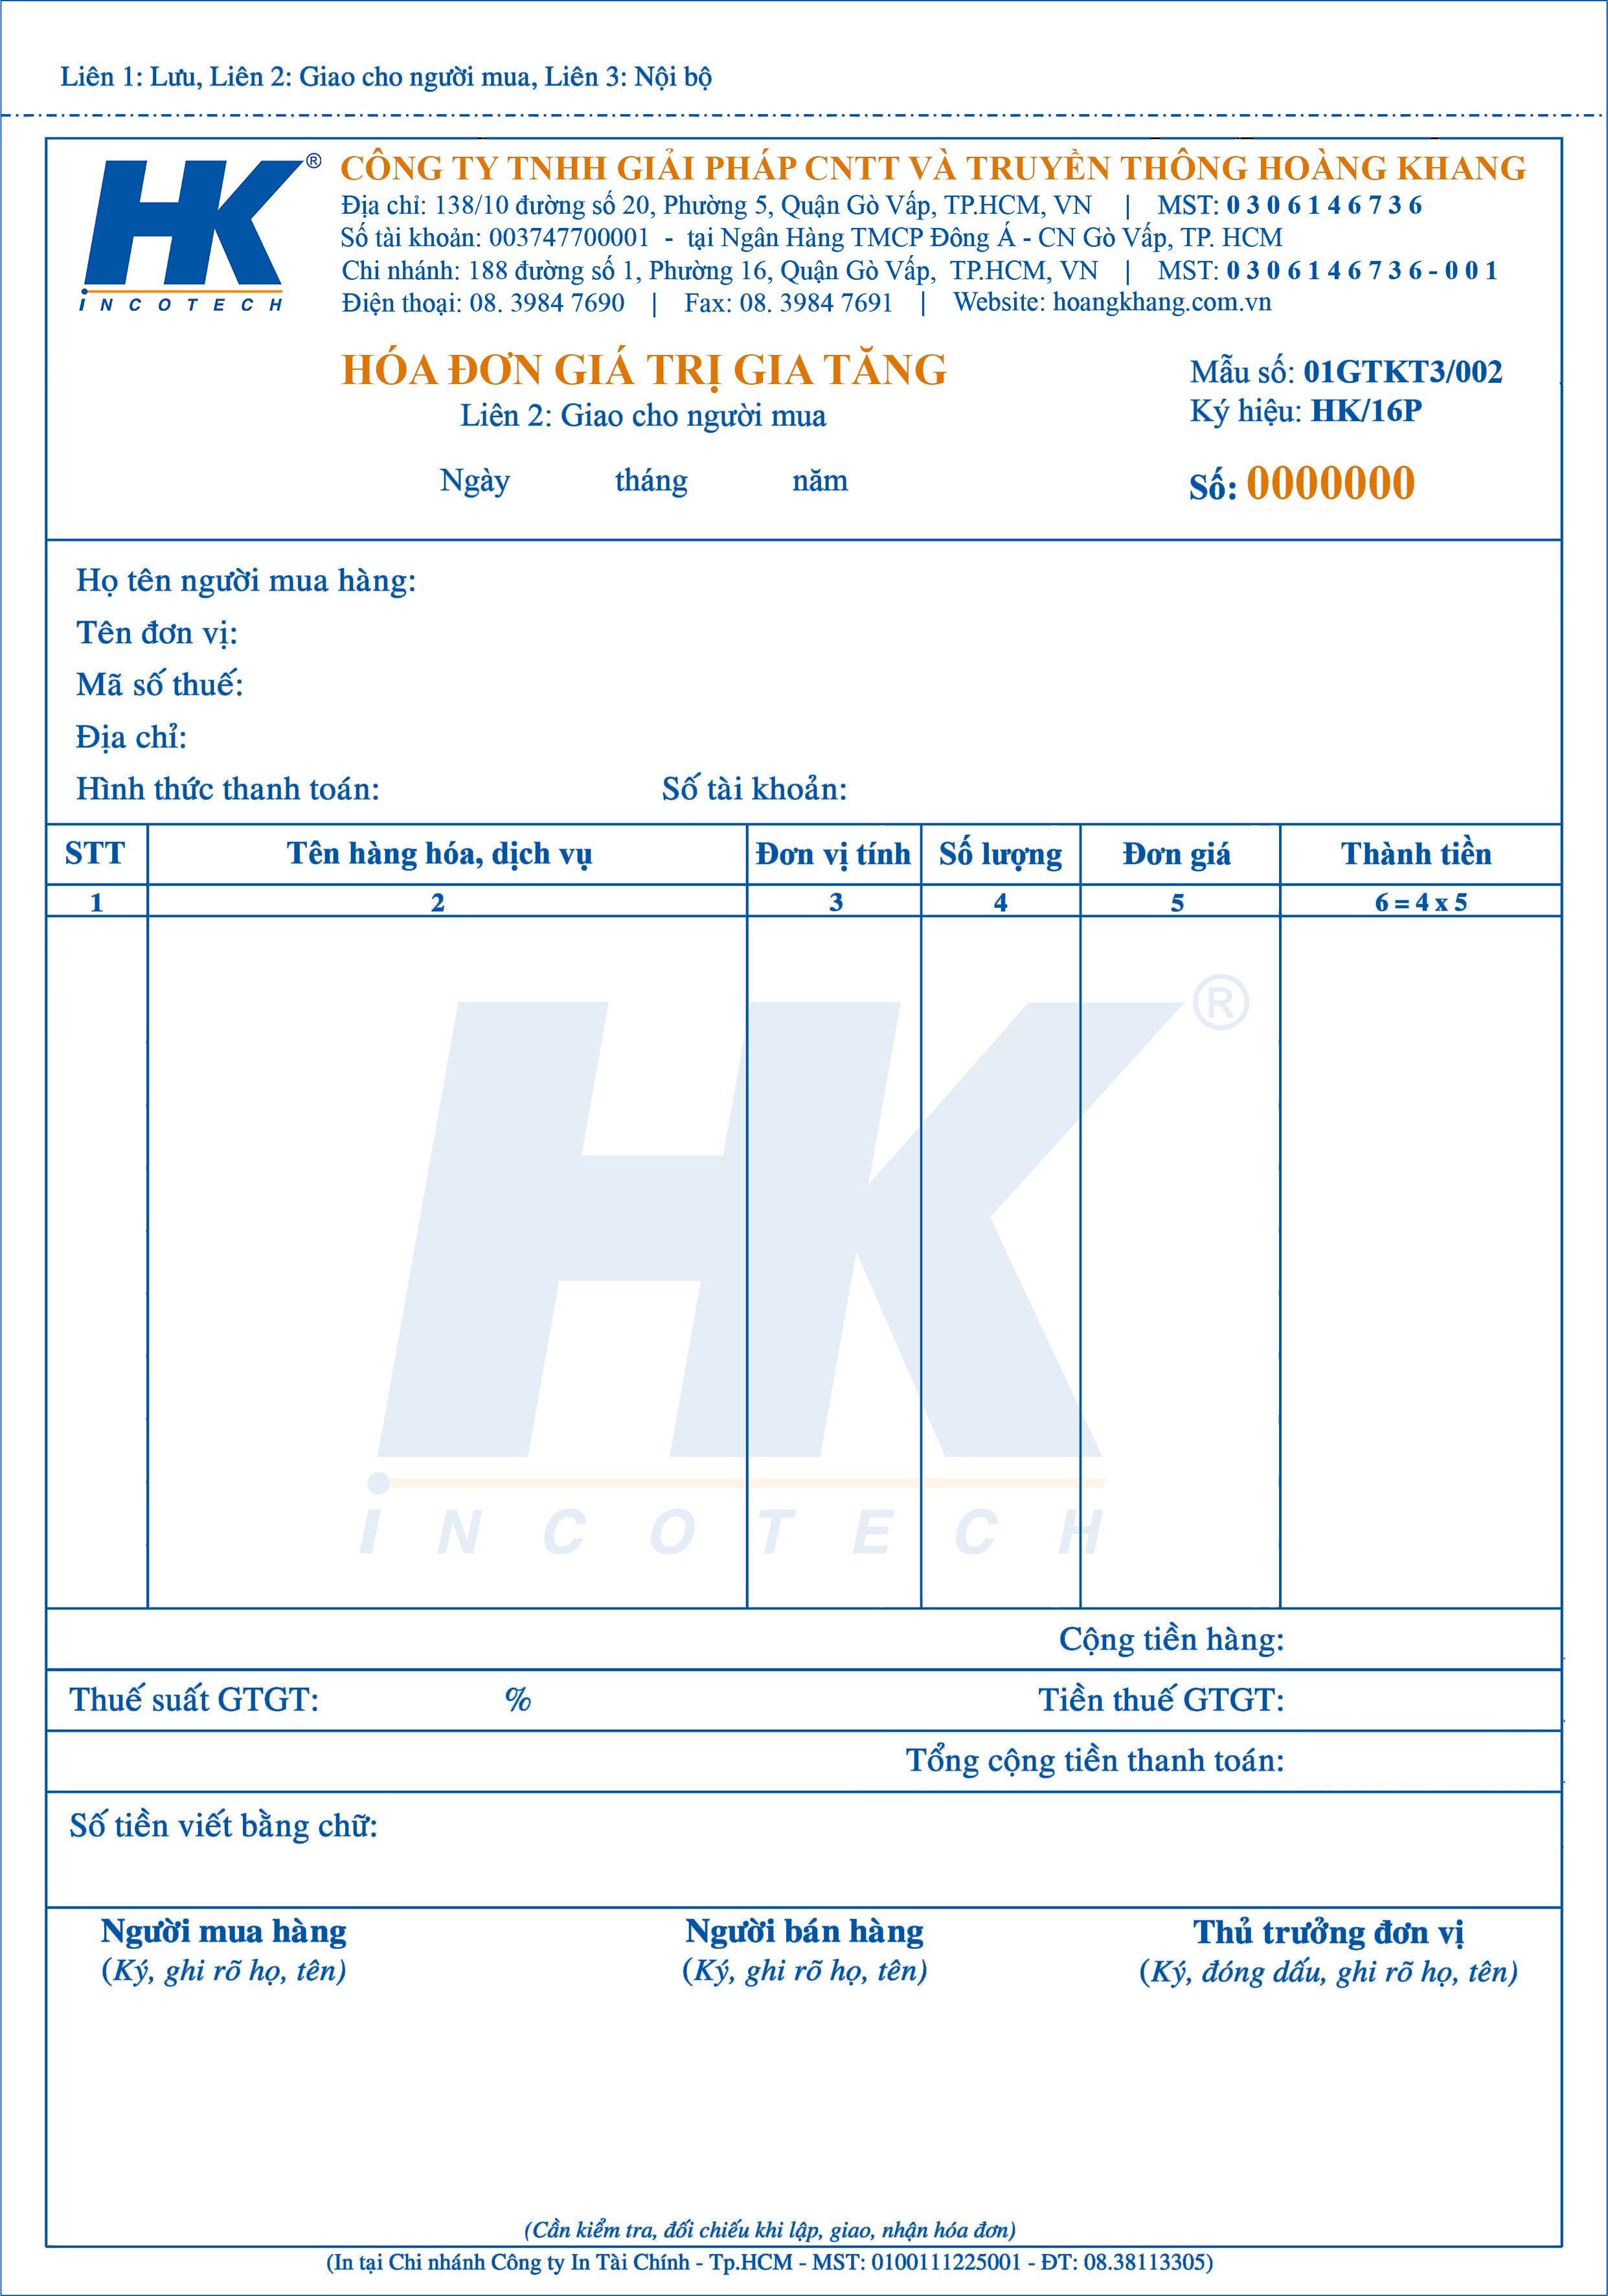 Liên 1: Lưu, Liên 2: Giao cho người mua, Liên 3: Nội bộ
HK®
iNCOTECH
CÔNG TY TNHH GIẢI PHÁP CNTT VÀ TRUYỀN THÔNG HOÀNG KHANG
Địa chỉ: 138/10 đường số 20, Phường 5, Quận Gò Vấp, TP.HCM, VN | MST: 0 3 0 6 1 4 6 7 3 6
Số tài khoản: 003747700001 - tại Ngân Hàng TMCP Đông Á - CN Gò Vấp, TP. HCM
Chi nhánh: 188 đường số 1, Phường 16, Quận Gò Vấp, TP.HCM, VN | MST: 0 3 0 6 1 4 6 7 3 6 - 0 0 1
Điện thoại: 08. 3984 7690 | Fax: 08. 3984 7691 | Website: hoangkhang.com.vn
HÓA ĐƠN GIÁ TRỊ GIA TĂNG
Liên 2: Giao cho người mua
Ngày tháng năm
Mẫu số: 01GTKT3/002
Ký hiệu: HK/16P
Số: 0000000
Họ tên người mua hàng:
Tên đơn vị:
Mã số thuế:
Địa chỉ:
Hình thức thanh toán: Số tài khoản:
STT Tên hàng hóa, dịch vụ Đơn vị tính Số lượng Đơn giá Thành tiền
1 2 3 4 5 6 = 4 x 5
HK®
iNCOTECH
Cộng tiền hàng:
Thuế suất GTGT: % Tiền thuế GTGT:
Tổng cộng tiền thanh toán:
Số tiền viết bằng chữ:
Người mua hàng Người bán hàng Thủ trưởng đơn vị
(Ký, ghi rõ họ, tên) (Ký, ghi rõ họ, tên) (Ký, đóng dấu, ghi rõ họ, tên)
(Cần kiểm tra, đối chiếu khi lập, giao, nhận hóa đơn)
(In tại Chi nhánh Công ty In Tài Chính - Tp.HCM - MST: 0100111225001 - ĐT: 08.38113305)